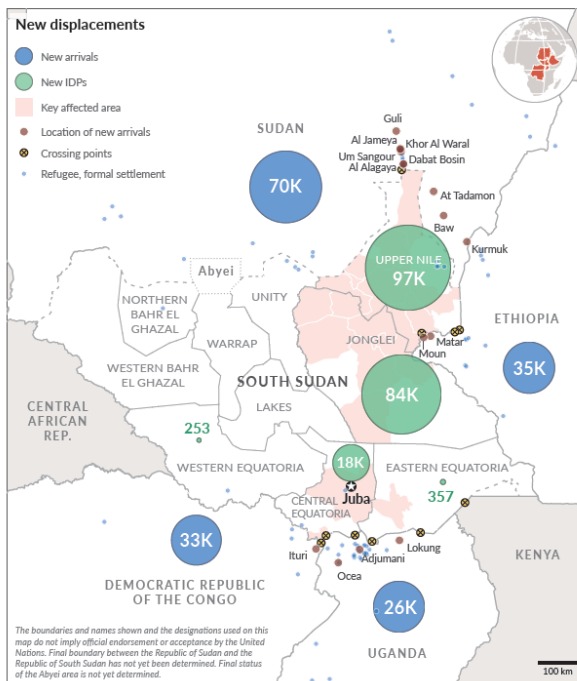 New displacements
New arrivals
New IDPs
Key affected area
Location of new arrivals
Crossing points
Refugee, formal settlement
SUDAN
70K
Guli
Al Jameya
Khor Al Waral
Um Sangour
Dabat Bosin
Al Alagaya
At Tadamon
Baw
Kurmuk
UPPER NILE
97K
Abyei
UNITY
NORTHERN
BAHR EL
GHAZAL
WARRAP
JONGLEI
Matar
Moun
ETHIOPIA
35K
WESTERN BAHR
EL GHAZAL
SOUTH SUDAN
84K
LAKES
CENTRAL
AFRICAN
REP.
253
WESTERN EQUATORIA
18K
EASTERN EQUATORIA
357
Juba
CENTRAL
EQUATORIA
33K
Ituri
Adjumani
Lokung
Ocea
KENYA
DEMOCRATIC REPUBLIC
OF THE CONGO
26K
UGANDA
The boundaries and names shown and the designations used on this
map do not imply official endorsement or acceptance by the United
Nations. Final boundary between the Republic of Sudan and the
Republic of South Sudan has not yet been determined. Final status
of the Abyei area is not yet determined.
100 km